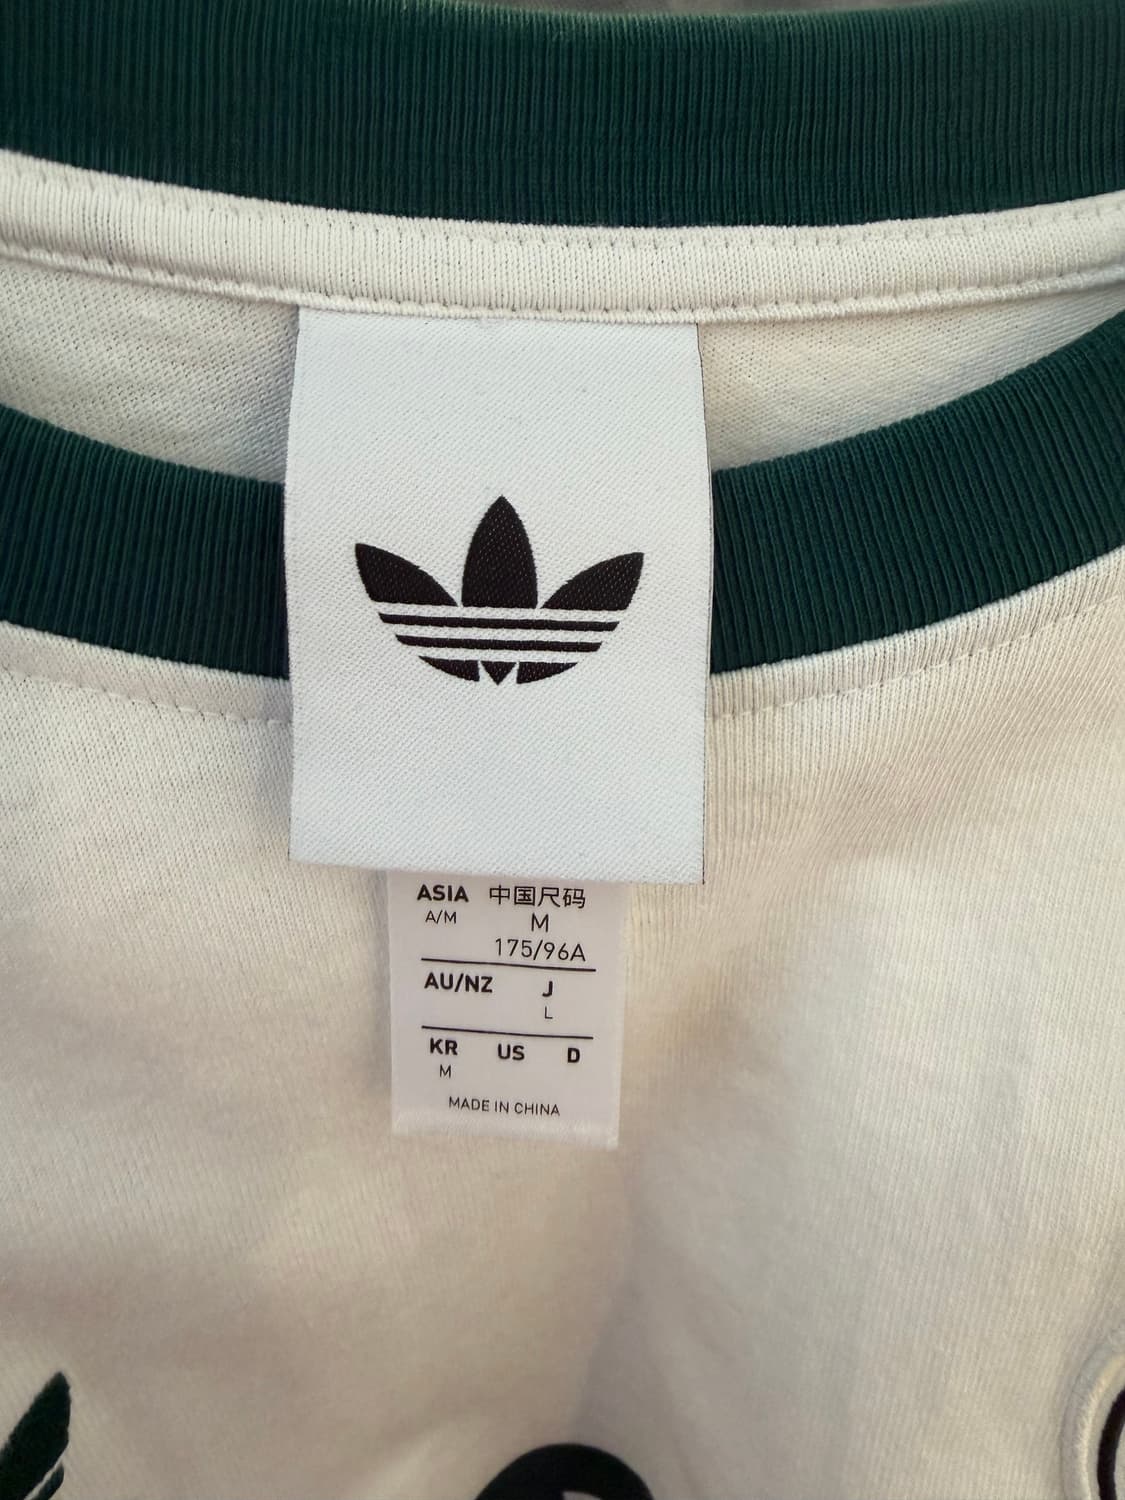 ASIA 中国尺码
A/M M
175/96A
AU/NZ J
L
KR US D
M
MADE IN CHINA